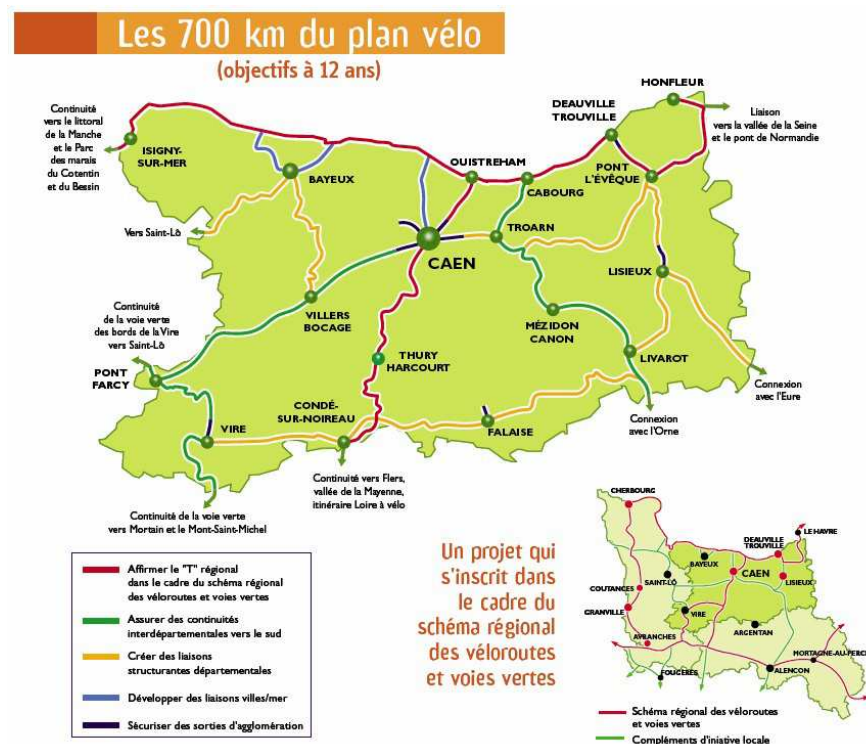 Les 700 km du plan vélo
(objectifs à 12 ans)
Continuité
vers le littoral
de la Manche
et le Parc
des marais
du Cotentin
et du Bessin
ISIGNY-
SUR-MER
BAYEUX
OUISTREHAM
CABOURG
DEAUVILLE
TROUVILLE
HONFLEUR
Liaison
vers la vallée de la Seine
et le pont de Normandie
PONT
L'ÉVÊQUE
Vers Saint-Lô
TROARN
CAEN
LISIEUX
Continuité
de la voie verte
des bords de la Vire
vers Saint-Lô
VILLERS
BOCAGE
MÉZIDON
CANON
PONT
FARCY
THURY
HARCOURT
LIVAROT
Connexion
avec l'Eure
CONDÉ-
SUR-NOIREAU
VIRE
FALAISE
Connexion
avec l'Orne
Continuité vers Flers,
vallée de la Mayenne,
itinéraire Loire à vélo
Continuité de la voie verte
vers Mortain et le Mont-Saint-Michel
Affirmer le "T" régional
dans le cadre du schéma régional
des véloroutes et voies vertes
Assurer des continuités
interdépartementales vers le sud
Créer des liaisons
structurantes départementales
Développer des liaisons villes/mer
Sécuriser des sorties d'agglomération
Un projet qui
s'inscrit dans
le cadre du
schéma régional
des véloroutes
et voies vertes
CHERBOURG
LE HAVRE
DEAUVILLE
TROUVILLE
BAYEUX
CAEN
SAINT-LÔ
LISIEUX
COUTANCES
GRANVILLE
VIRE
ARGENTAN
AVRANCHES
MORTAGNE-AU-PERCHE
ALENCON
FOUGERES
Schéma régional des véloroutes
et voies vertes
Compléments d'iniative locale